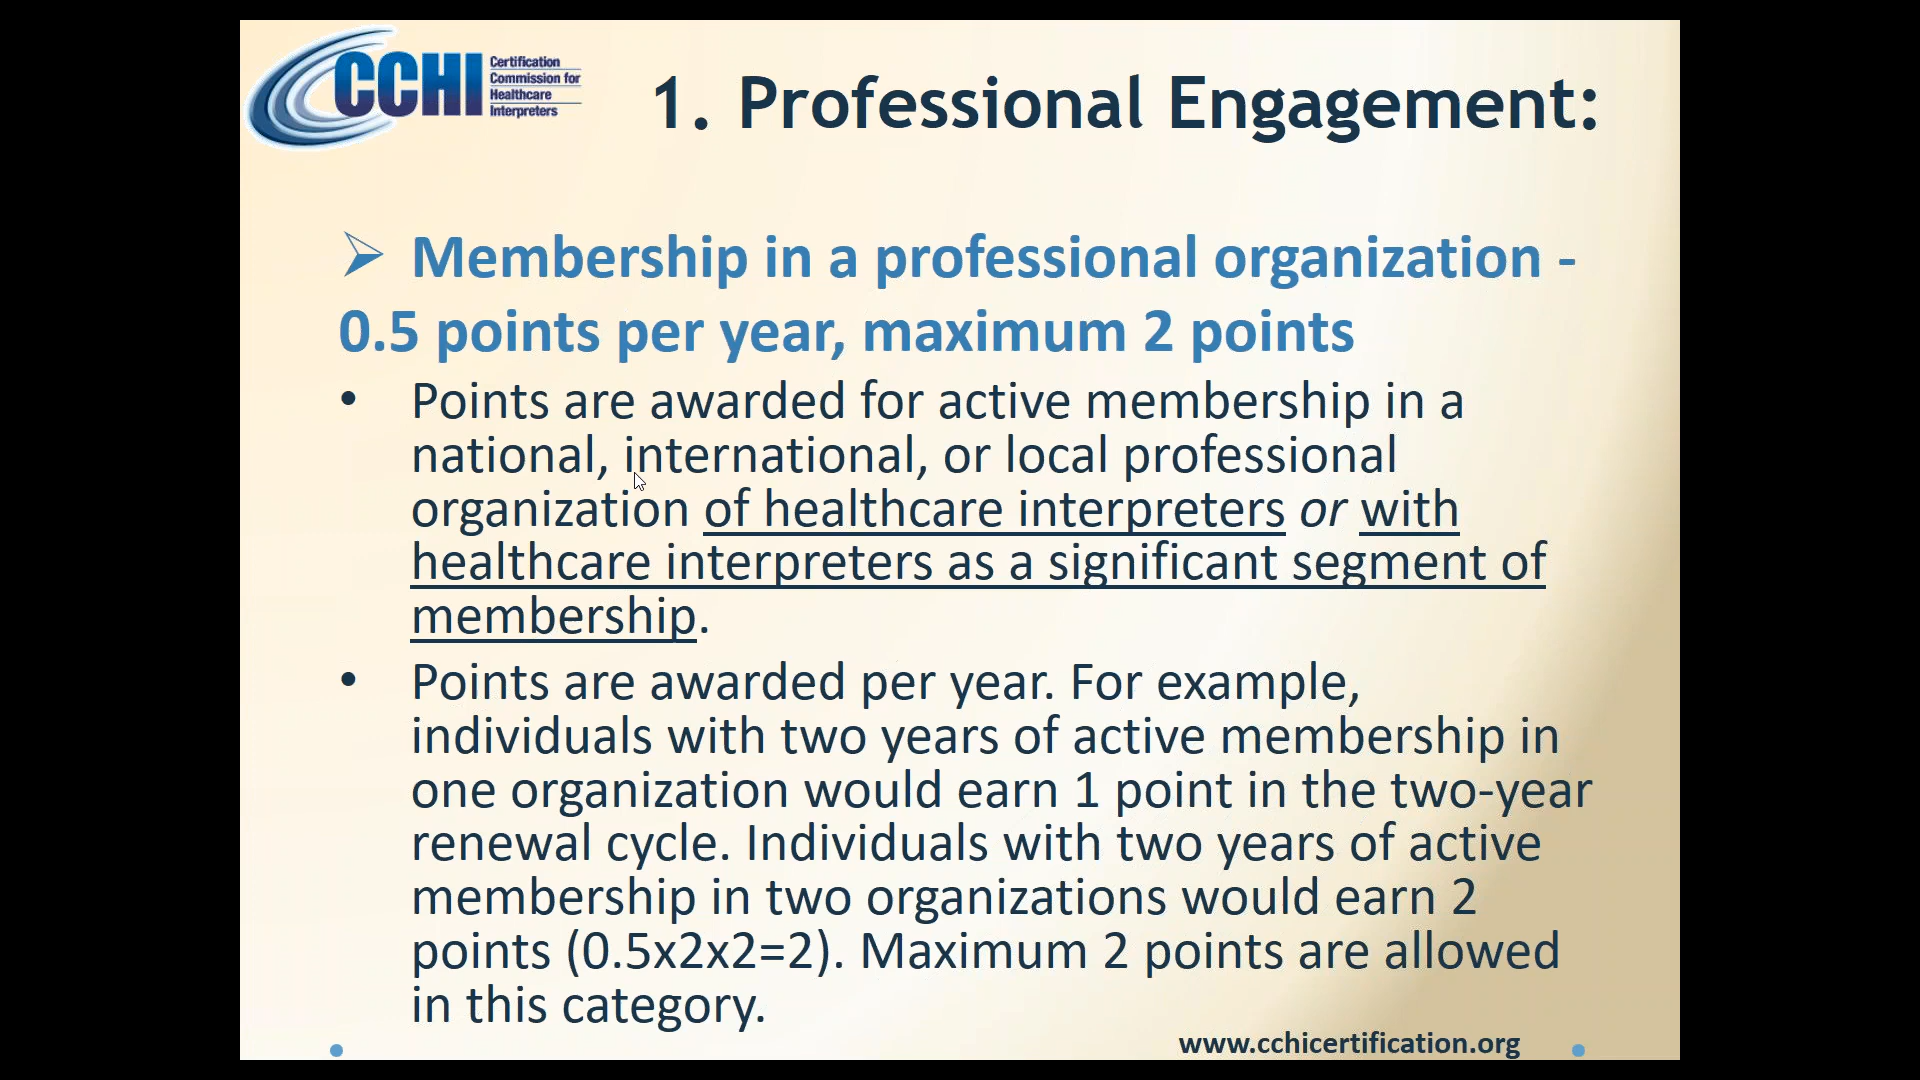 CCHI
Certification
Commission for
Healthcare
Interpreters
1. Professional Engagement:
Membership in a professional organization -
0.5 points per year, maximum 2 points
• Points are awarded for active membership in a
national, international, or local professional
organization of healthcare interpreters or with
healthcare interpreters as a significant segment of
membership.
• Points are awarded per year. For example,
individuals with two years of active membership in
one organization would earn 1 point in the two-year
renewal cycle. Individuals with two years of active
membership in two organizations would earn 2
points (0.5x2x2=2). Maximum 2 points are allowed
in this category.
www.cchicertification.org